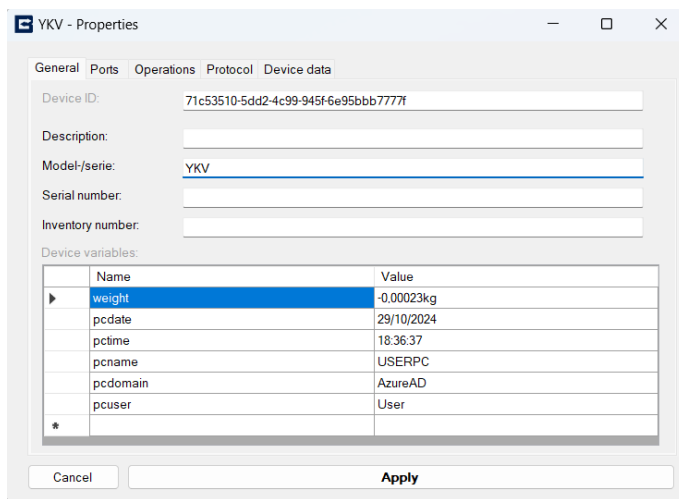 YKV - Properties
General Ports Operations Protocol Device data
Device ID: 71c53510-5dd2-4c99-945f-6e95bbb7777f
Description:
Model-/serie: YKV
Serial number:
Inventory number:
Device variables:
Name Value
weight -0,00023kg
pcdate 29/10/2024
pctime 18:36:37
pcname USERPC
pcdomain AzureAD
pcuser User
*
Cancel Apply